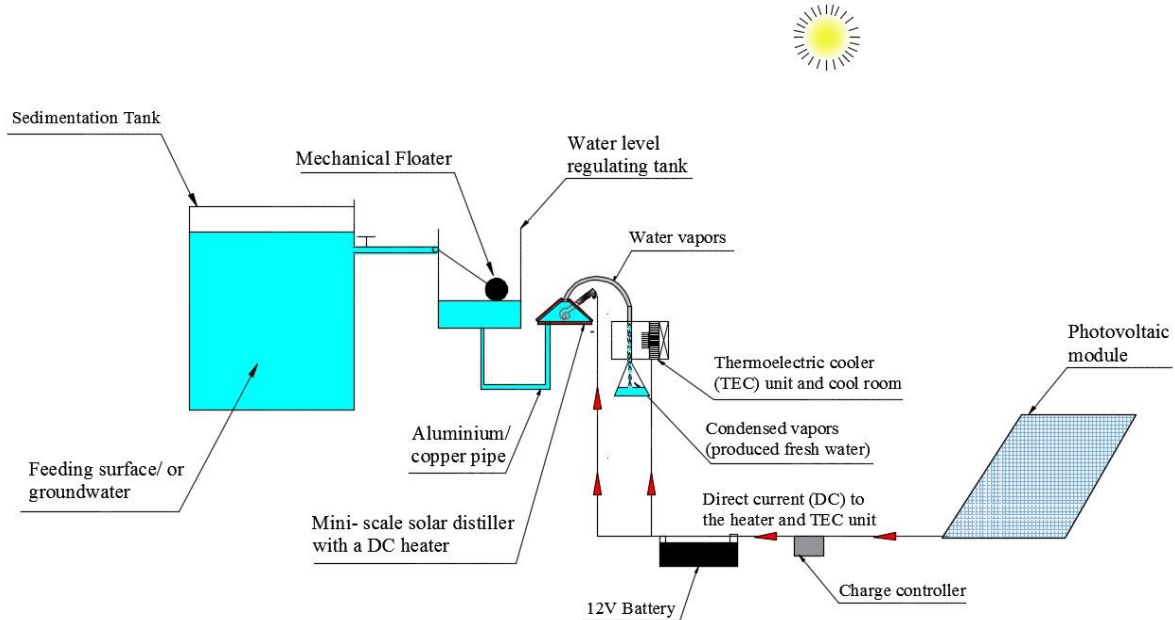 Sedimentation Tank
Mechanical Floater
Water level
regulating tank
Water vapors
Photovoltaic
module
Thermoelectric cooler
(TEC) unit and cool room
Condensed vapors
(produced fresh water)
Aluminium/
copper pipe
Feeding surface/ or
groundwater
Mini- scale solar distiller
with a DC heater
Direct current (DC) to
the heater and TEC unit
Charge controller
12V Battery